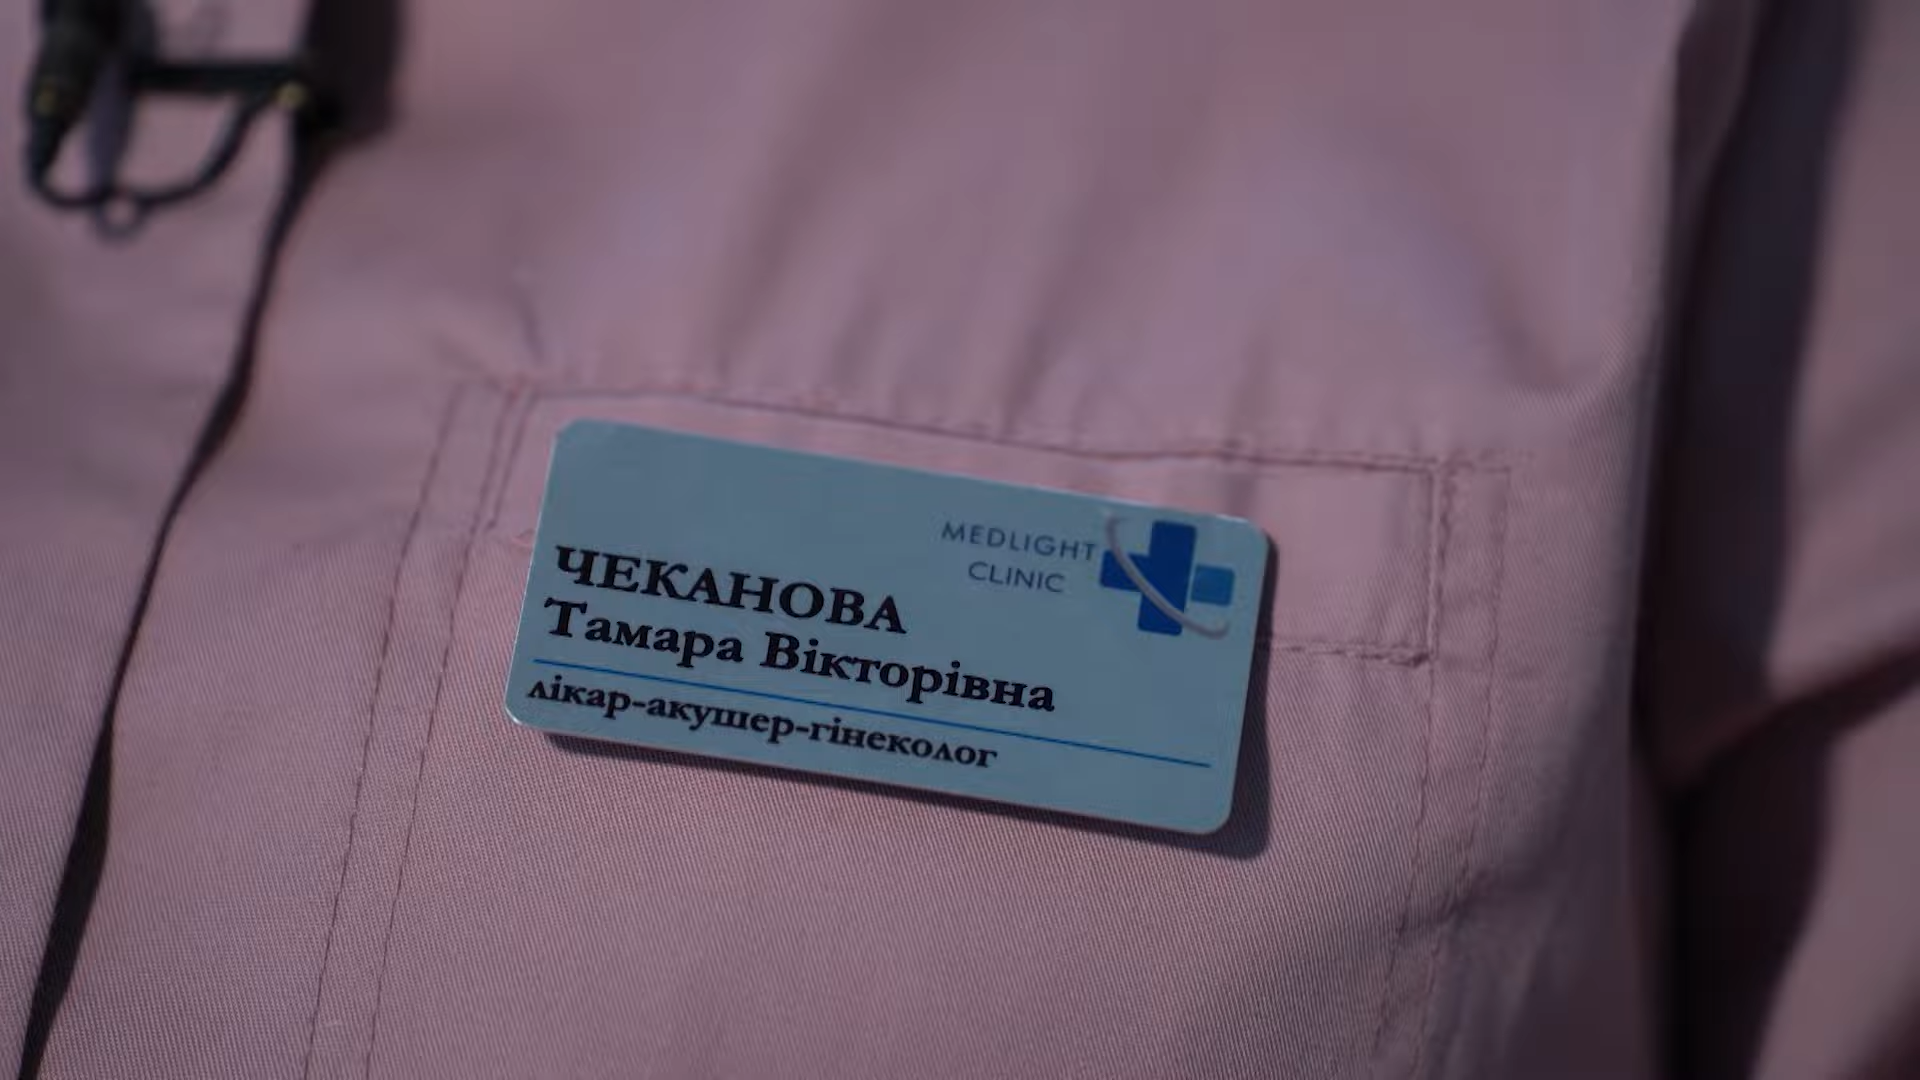 MEDLIGHT
CLINIC
ЧЕКАНОВА
Тамара Вікторівна
лікар-акушер-гінеколог